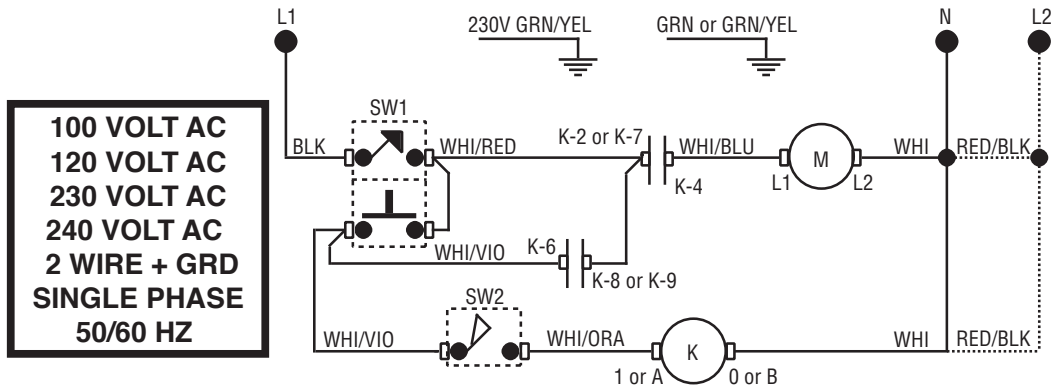 L1
230V GRN/YEL
GRN or GRN/YEL
N
L2
100 VOLT AC
120 VOLT AC
230 VOLT AC
240 VOLT AC
2 WIRE + GRD
SINGLE PHASE
50/60 HZ
SW1
BLK
WHI/RED
K-2 or K-7
WHI/BLU
K-4
M
L1
L2
WHI
RED/BLK
WHI/VIO
K-6
K-8 or K-9
SW2
WHI/VIO
WHI/ORA
K
1 or A
0 or B
WHI
RED/BLK